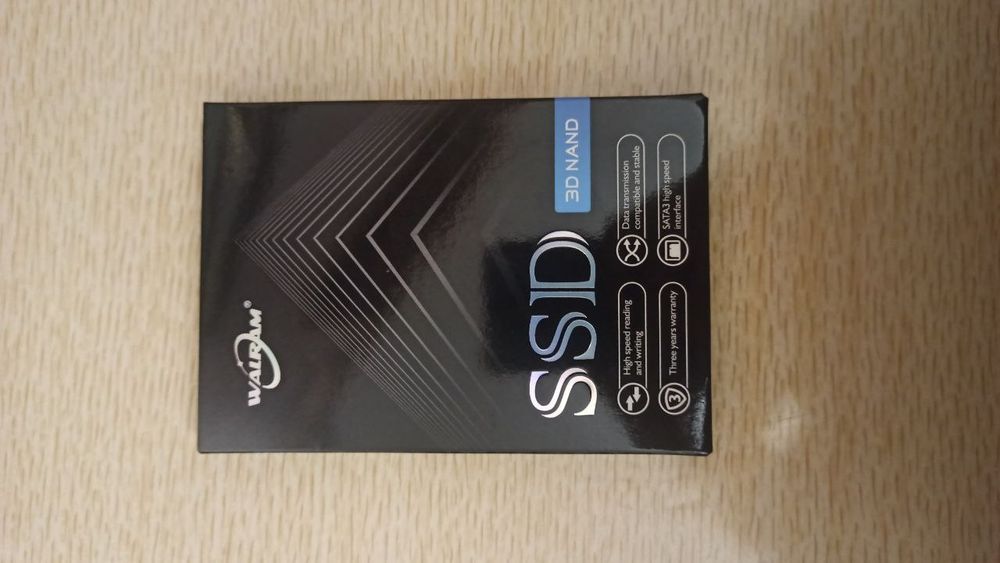 WALRAM®
SSD
3D NAND
High speed reading
and writing
Data transmission
compatible and stable
3
Three years warranty
SATA3 high speed
interface